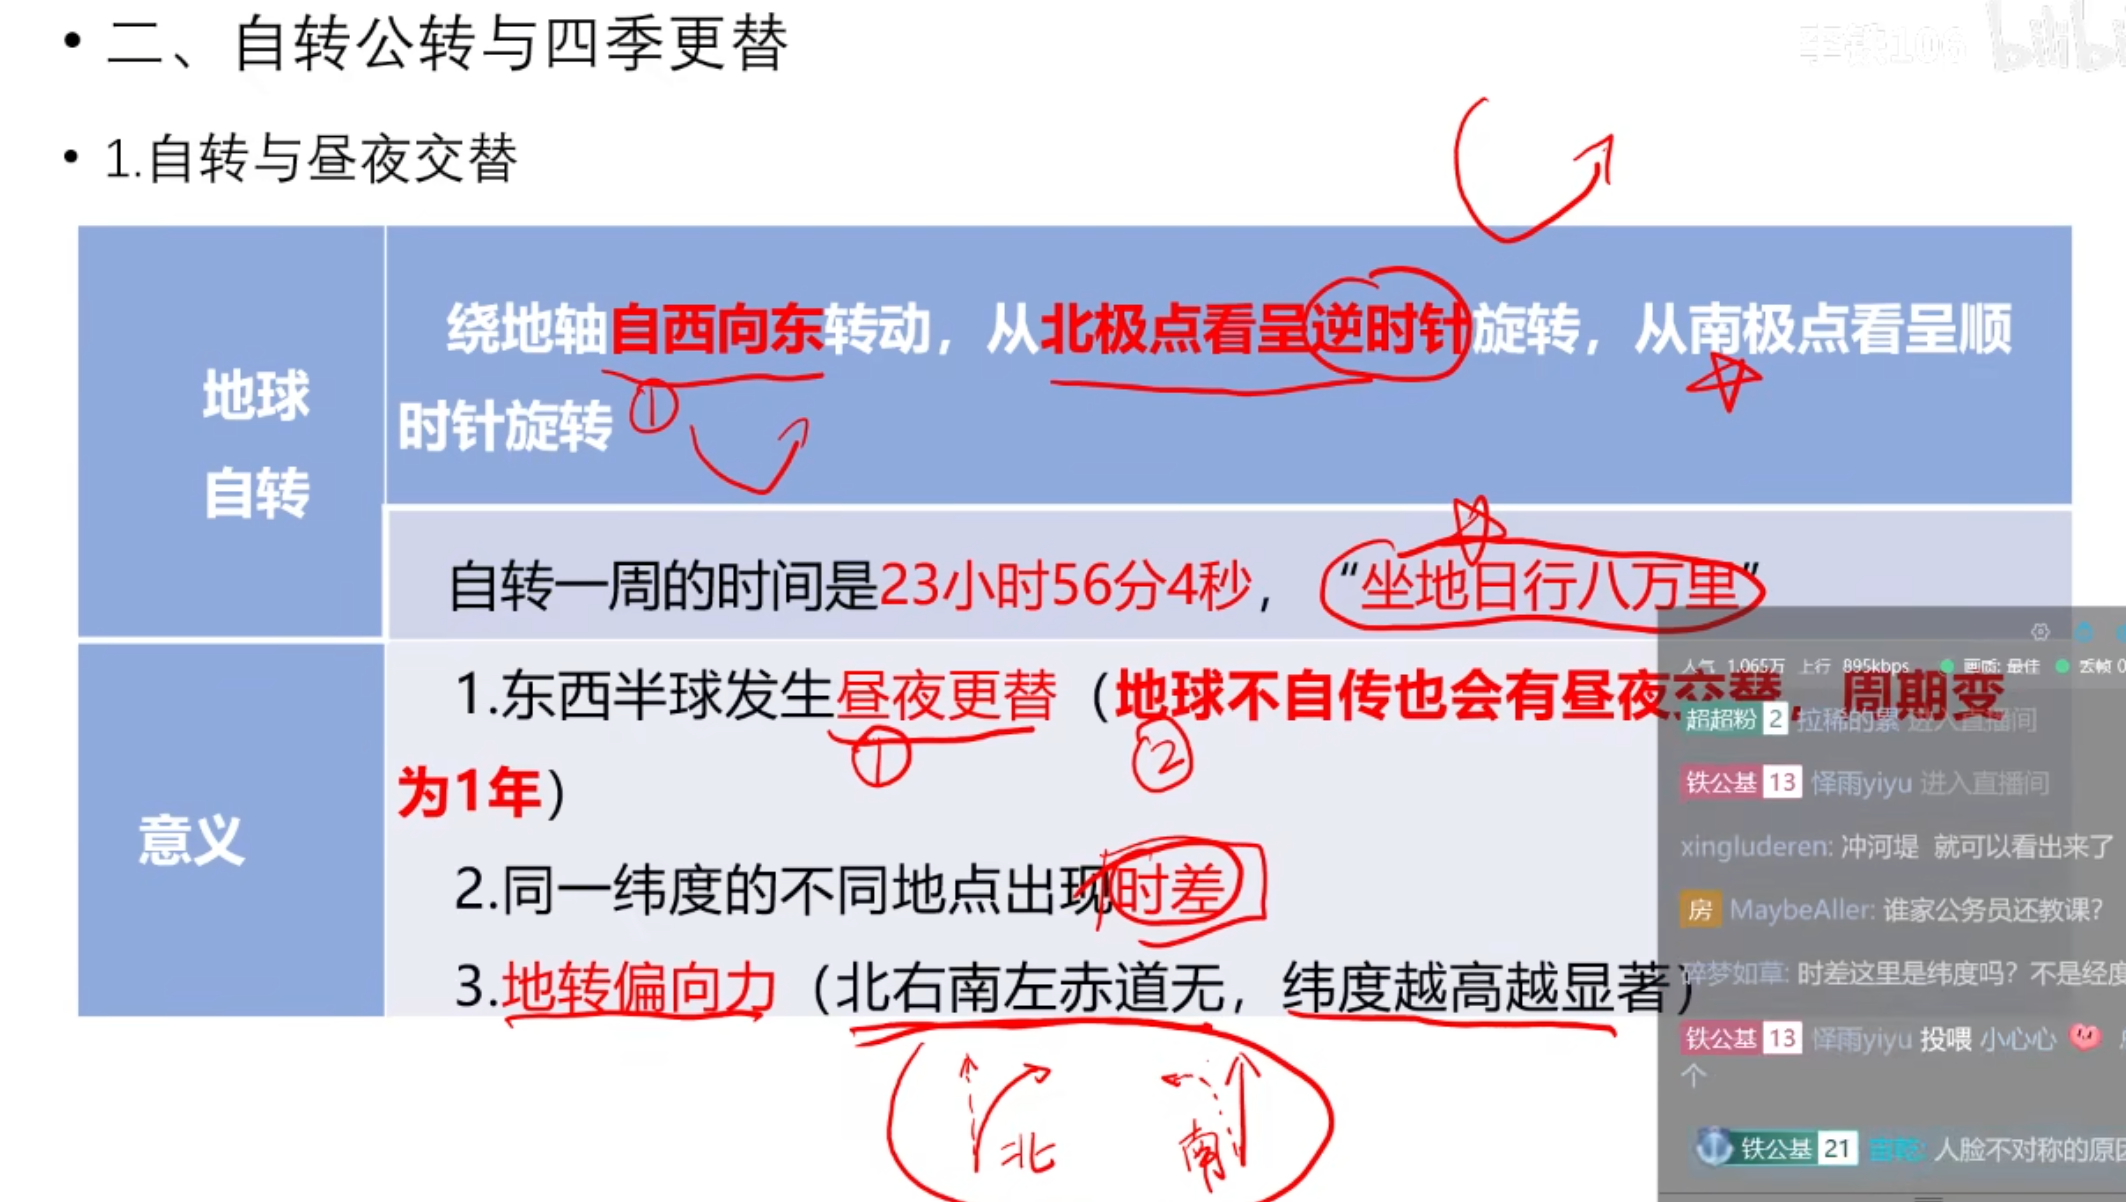 • 二、自转公转与四季更替
• 1.自转与昼夜交替
地球
自转
绕地轴自西向东转动，从北极点看呈逆时针旋转，从南极点看呈顺
时针旋转
①
自转一周的时间是23小时56分4秒，“坐地日行八万里”
意义
1.东西半球发生昼夜更替（地球不自传也会有昼夜交替，周期变
为1年）
① ②
2.同一纬度的不同地点出现时差
3.地转偏向力（北右南左赤道无，纬度越高越显著）
北 南
人气 1.065万 上行 895kbps 画质: 最佳 丢帧 0
超超粉 2 拉稀的累 进入直播间
铁公基 13 怿雨yiyu 进入直播间
xingluderen: 冲河堤 就可以看出来了
房 MaybeAller: 谁家公务员还教课？
碎梦如草: 时差这里是纬度吗？不是经度
铁公基 13 怿雨yiyu 投喂 小心心
个
铁公基 21 人脸不对称的原因